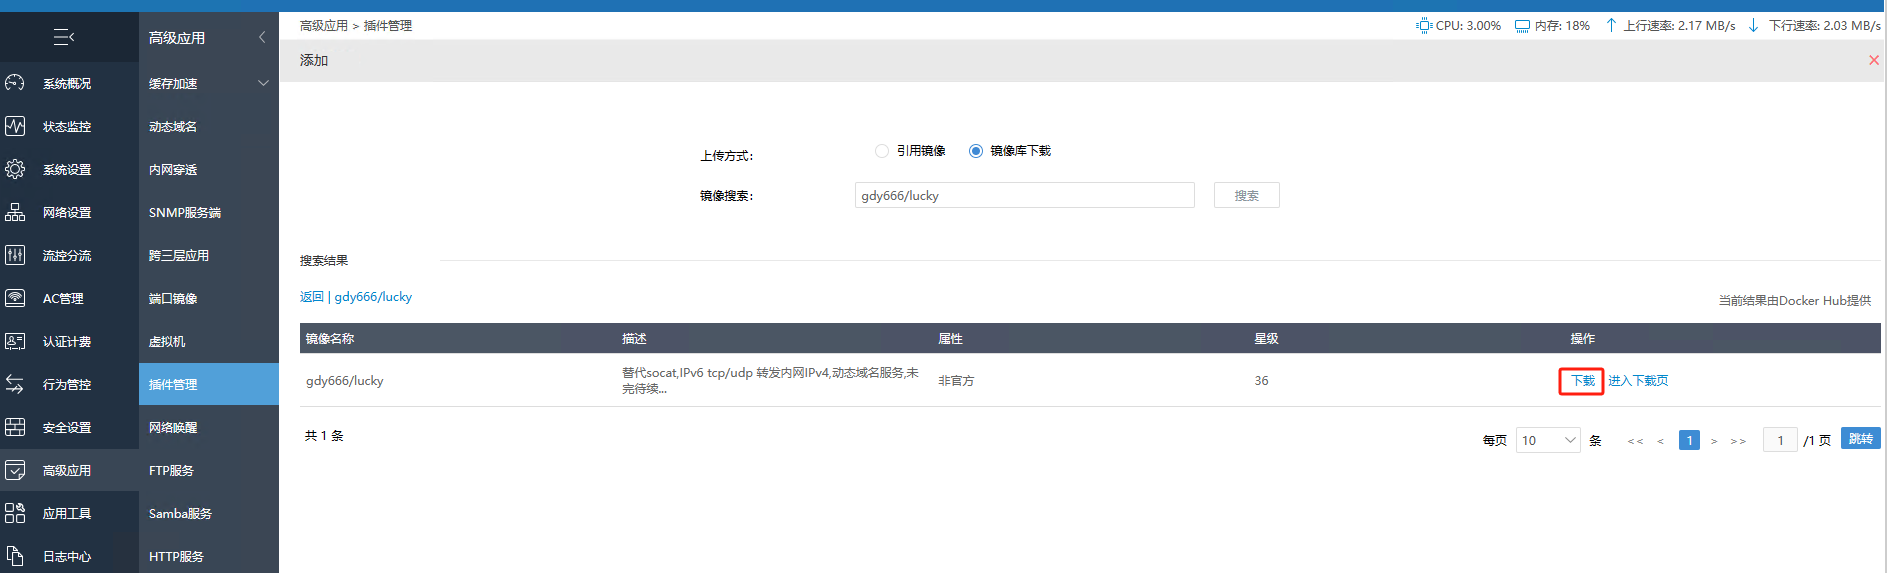 高级应用 > 插件管理
CPU: 3.00% 内存: 18% 上行速率: 2.17 MB/s 下行速率: 2.03 MB/s
高级应用
添加
系统概况
状态监控
系统设置
网络设置
流控分流
AC管理
认证计费
行为管控
安全设置
高级应用
应用工具
日志中心
缓存加速
动态域名
内网穿透
SNMP服务端
跨三层应用
端口镜像
虚拟机
插件管理
网络唤醒
FTP服务
Samba服务
HTTP服务
上传方式: 引用镜像 镜像库下载
镜像搜索: gdy666/lucky 搜索
搜索结果
返回 | gdy666/lucky
当前结果由Docker Hub提供
镜像名称 描述 属性 星级 操作
gdy666/lucky 替代socat,IPv6 tcp/udp 转发内网IPv4,动态域名服务,未
完待续... 非官方 36 下载 进入下载页
共 1 条
每页 10 条 << < 1 > >> 1 /1 页 跳转